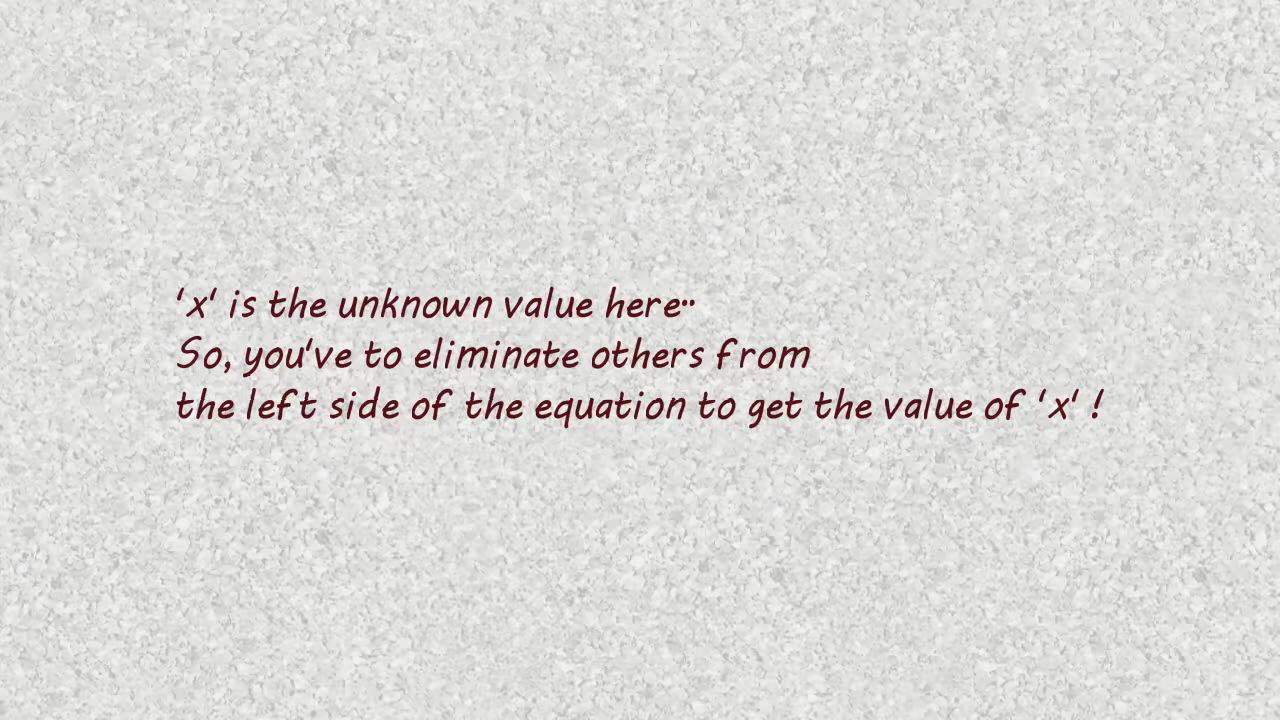 'x' is the unknown value here..
So, you've to eliminate others from
the left side of the equation to get the value of 'x' !